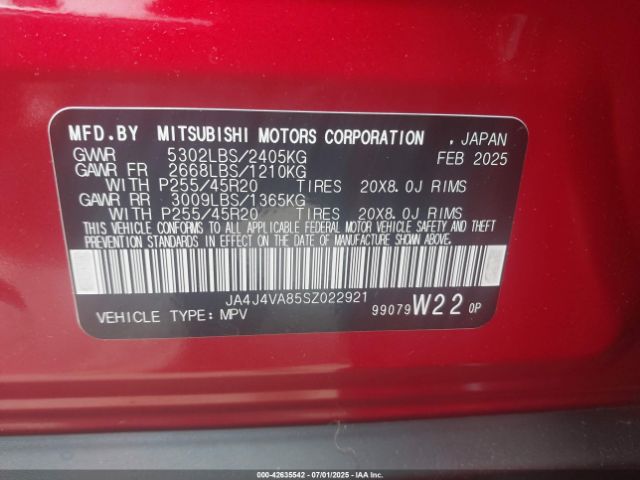 MFD.BY MITSUBISHI MOTORS CORPORATION , JAPAN
GVWR 5302LBS/2405KG FEB 2025
GAWR FR 2668LBS/1210KG
WITH P255/45R20 TIRES 20X8.0J RIMS
GAWR RR 3009LBS/1365KG
WITH P255/45R20 TIRES 20X8.0J RIMS
THIS VEHICLE CONFORMS TO ALL APPLICABLE FEDERAL MOTOR VEHICLE SAFETY AND
THEFT PREVENTION STANDARDS IN EFFECT ON THE DATE OF MANUFACTURE SHOWN ABOVE.
JA4J4VA85SZ022921
VEHICLE TYPE:MPV 99079 W22 0P
000-42635542 - 07/01/2025 - IAAI.com